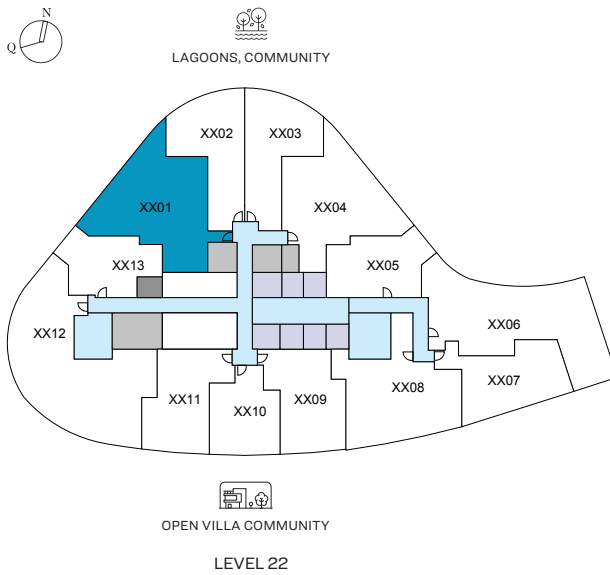 N
Q
LAGOONS, COMMUNITY
XX02
XX03
XX01
XX04
XX13
XX05
XX12
XX06
XX11
XX10
XX09
XX08
XX07
OPEN VILLA COMMUNITY
LEVEL 22